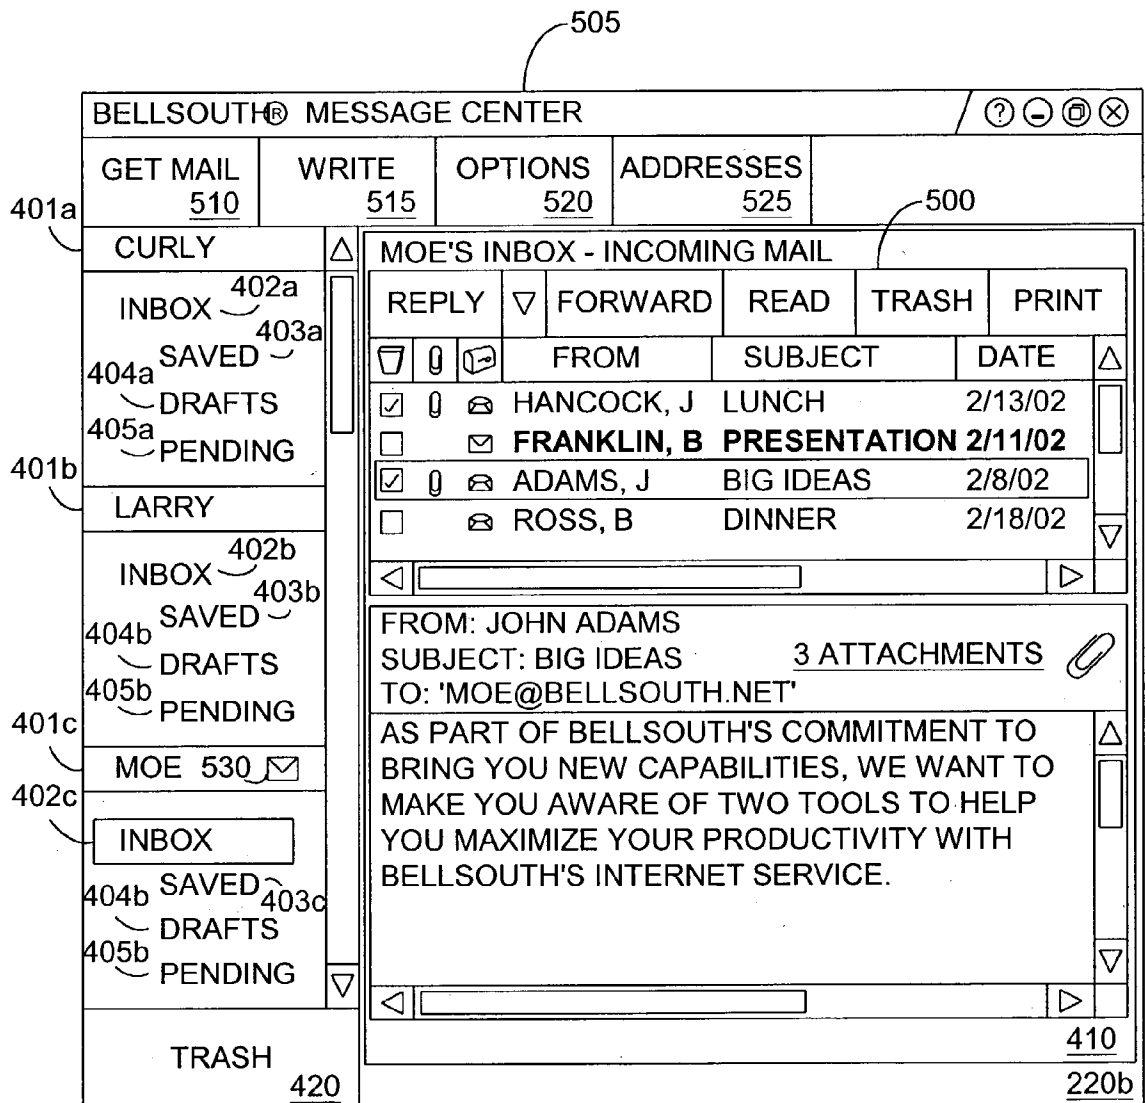 505
BELLSOUTH® MESSAGE CENTER ?
GET MAIL WRITE OPTIONS ADDRESSES
510 515 520 525
401a
500
CURLY
INBOX 402a
SAVED 403a
404a DRAFTS
405a PENDING
401b
LARRY
INBOX 402b
SAVED 403b
404b DRAFTS
405b PENDING
401c
MOE 530
402c
INBOX
SAVED 403c
404b DRAFTS
405b PENDING
TRASH
420
MOE'S INBOX - INCOMING MAIL
REPLY FORWARD READ TRASH PRINT
FROM SUBJECT DATE
HANCOCK, J LUNCH 2/13/02
FRANKLIN, B PRESENTATION 2/11/02
ADAMS, J BIG IDEAS 2/8/02
ROSS, B DINNER 2/18/02
FROM: JOHN ADAMS
SUBJECT: BIG IDEAS 3 ATTACHMENTS
TO: 'MOE@BELLSOUTH.NET'
AS PART OF BELLSOUTH'S COMMITMENT TO
BRING YOU NEW CAPABILITIES, WE WANT TO
MAKE YOU AWARE OF TWO TOOLS TO HELP
YOU MAXIMIZE YOUR PRODUCTIVITY WITH
BELLSOUTH'S INTERNET SERVICE.
410
220b